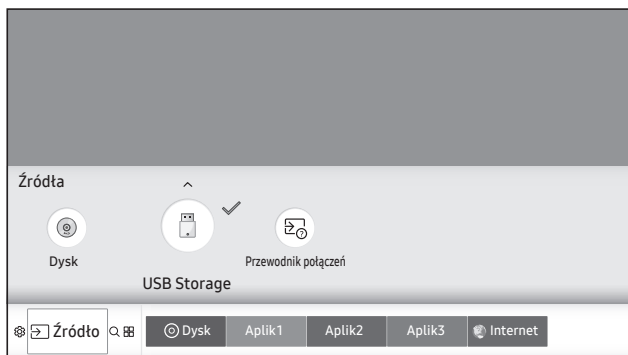 Źródła
Dysk
USB Storage
Przewodnik połączeń
Źródło
Dysk
Aplik1
Aplik2
Aplik3
Internet